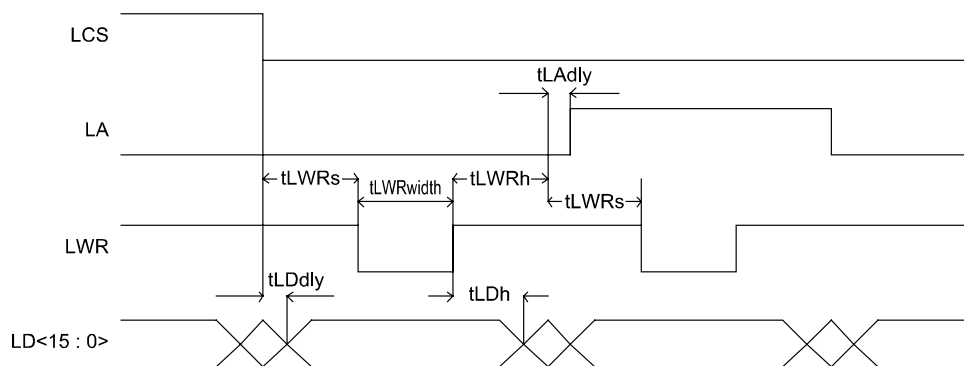 LCS
tLAdly
LA
tLWRs
tLWRwidth
tLWRh
tLWRs
LWR
tLDdly
tLDh
LD<15 : 0>